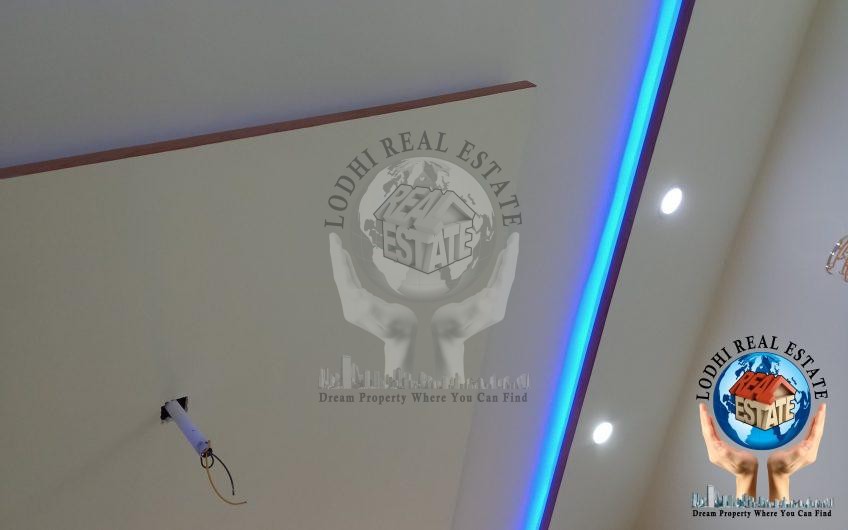 LODHI REAL ESTATE
REAL
ESTATE
Dream Property Where You Can Find
LODHI REAL ESTATE
REAL
ESTATE
Dream Property Where You Can Find